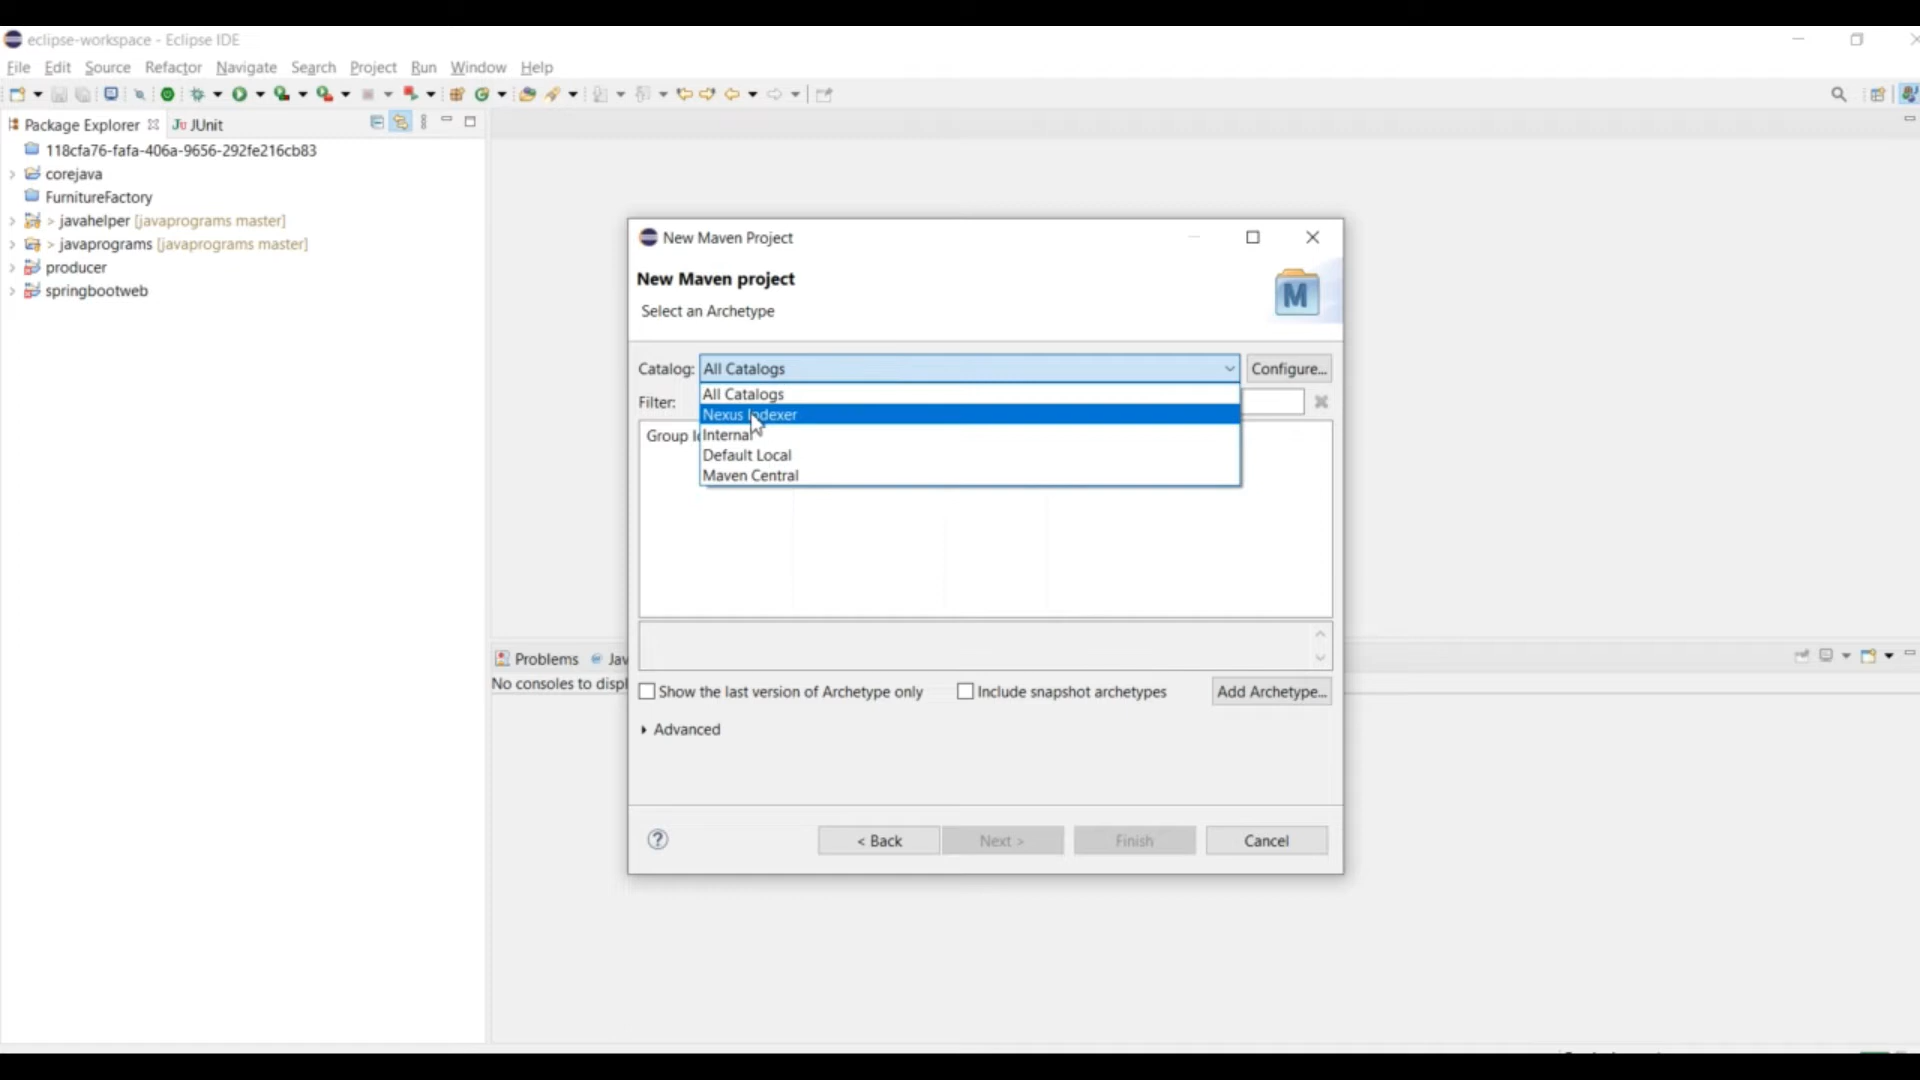 eclipse-workspace - Eclipse IDE
File Edit Source Refactor Navigate Search Project Run Window Help
Package Explorer JUnit
118cfa76-fafa-406a-9656-292fe216cb83
corejava
FurnitureFactory
> javahelper [javaprograms master]
> javaprograms [javaprograms master]
producer
springbootweb
New Maven Project
New Maven project
Select an Archetype
M
Catalog: All Catalogs Configure...
All Catalogs
Filter:
Nexus Indexer
Group
Internal
Default Local
Maven Central
Problems
No consoles to
Show the last version of Archetype only Include snapshot archetypes Add Archetype...
Advanced
? < Back Next > Finish Cancel